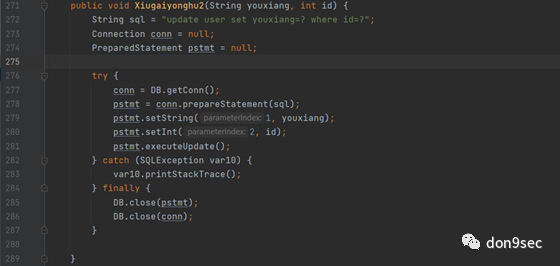 271 public void Xiugaiyonghu2(String youxiang, int id) {
272 String sql = "update user set youxiang=? where id=?";
273 Connection conn = null;
274 PreparedStatement pstmt = null;
275
276 try {
277 conn = DB.getConn();
278 pstmt = conn.prepareStatement(sql);
279 pstmt.setString( parameterIndex: 1, youxiang);
280 pstmt.setInt( parameterIndex: 2, id);
281 pstmt.executeUpdate();
282 } catch (SQLException var10) {
283 var10.printStackTrace();
284 } finally {
285 DB.close(pstmt);
286 DB.close(conn);
287 }
288
289 }
don9sec